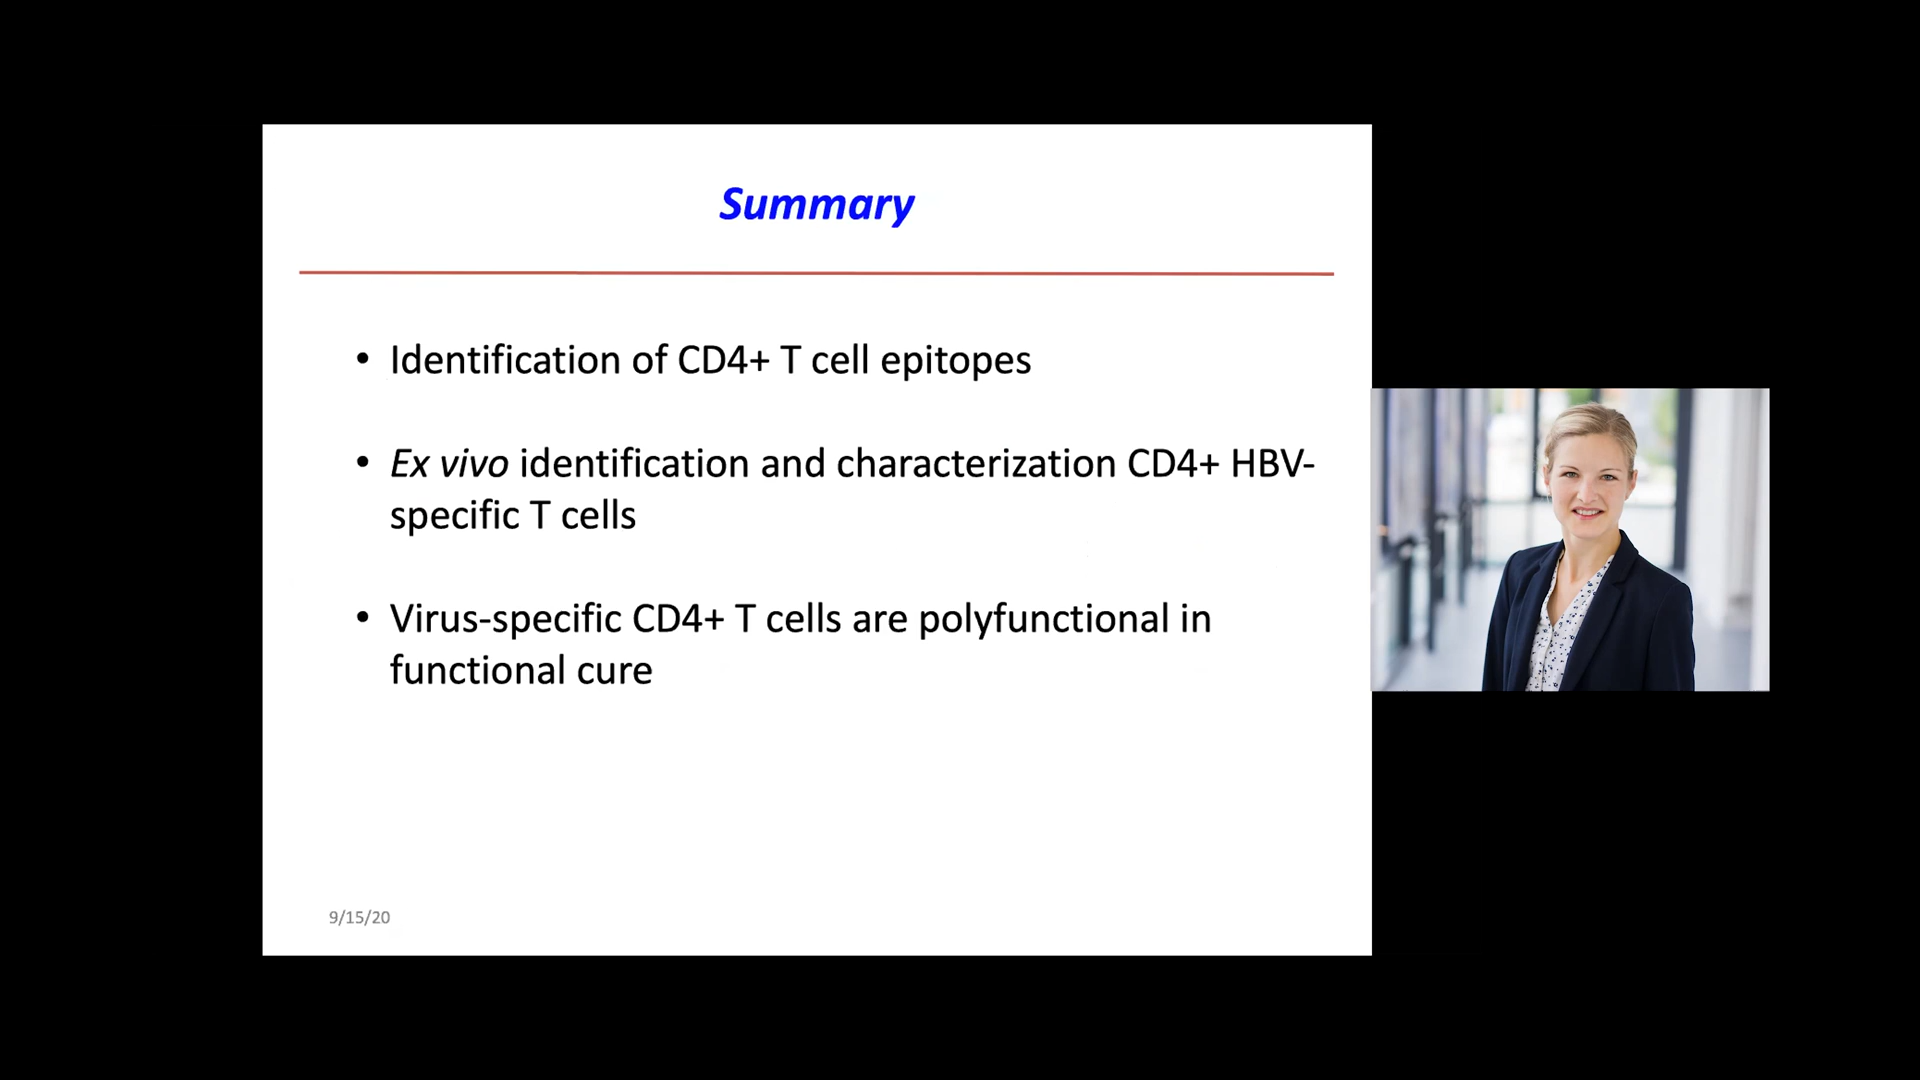 Summary
• Identification of CD4+ T cell epitopes
• Ex vivo identification and characterization CD4+ HBV-
specific T cells
• Virus-specific CD4+ T cells are polyfunctional in
functional cure
9/15/20